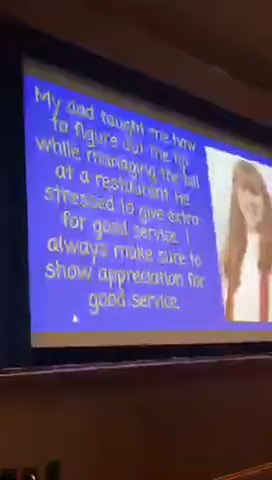 My dad taught me how
to figure out the tip
while managing the bill
at a restaurant. He
stressed to give extra
for good service. I
always make sure to
show appreciation for
good service.